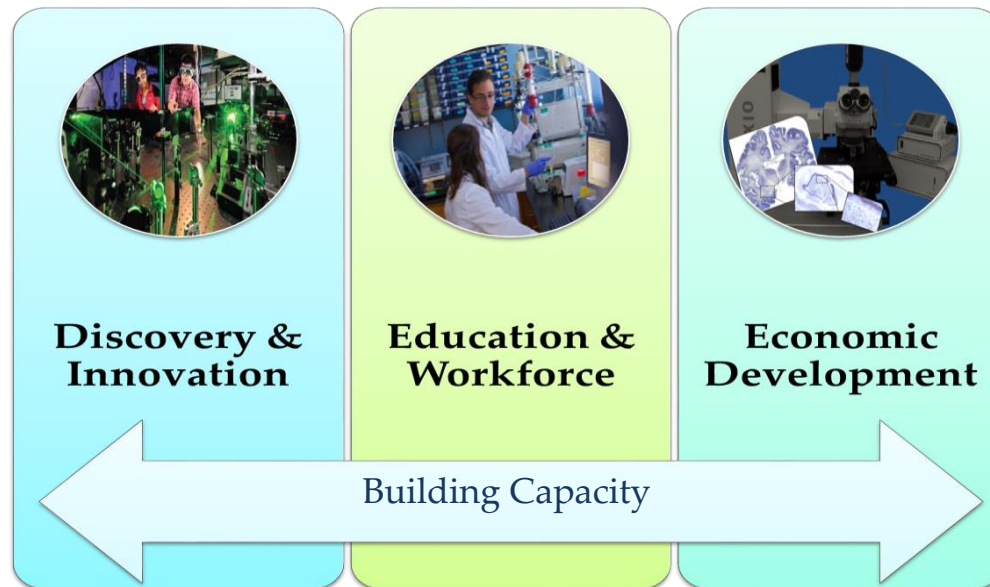 Discovery &
Innovation
Education &
Workforce
Economic
Development
Building Capacity